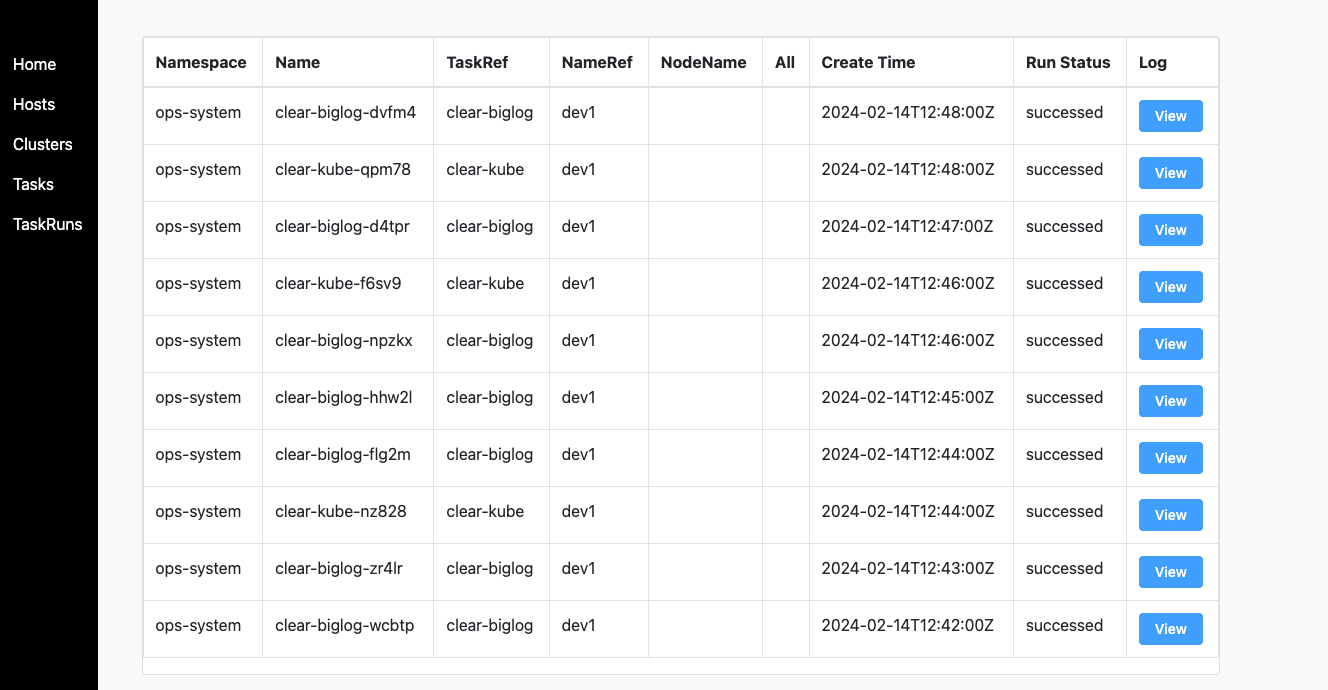 Home
Hosts
Clusters
Tasks
TaskRuns
Namespace Name TaskRef NameRef NodeName All Create Time Run Status Log
ops-system clear-biglog-dvfm4 clear-biglog dev1 2024-02-14T12:48:00Z successed View
ops-system clear-kube-qpm78 clear-kube dev1 2024-02-14T12:48:00Z successed View
ops-system clear-biglog-d4tpr clear-biglog dev1 2024-02-14T12:47:00Z successed View
ops-system clear-kube-f6sv9 clear-kube dev1 2024-02-14T12:46:00Z successed View
ops-system clear-biglog-npzkx clear-biglog dev1 2024-02-14T12:46:00Z successed View
ops-system clear-biglog-hhw2l clear-biglog dev1 2024-02-14T12:45:00Z successed View
ops-system clear-biglog-flg2m clear-biglog dev1 2024-02-14T12:44:00Z successed View
ops-system clear-kube-nz828 clear-kube dev1 2024-02-14T12:44:00Z successed View
ops-system clear-biglog-zr4lr clear-biglog dev1 2024-02-14T12:43:00Z successed View
ops-system clear-biglog-wcbtp clear-biglog dev1 2024-02-14T12:42:00Z successed View